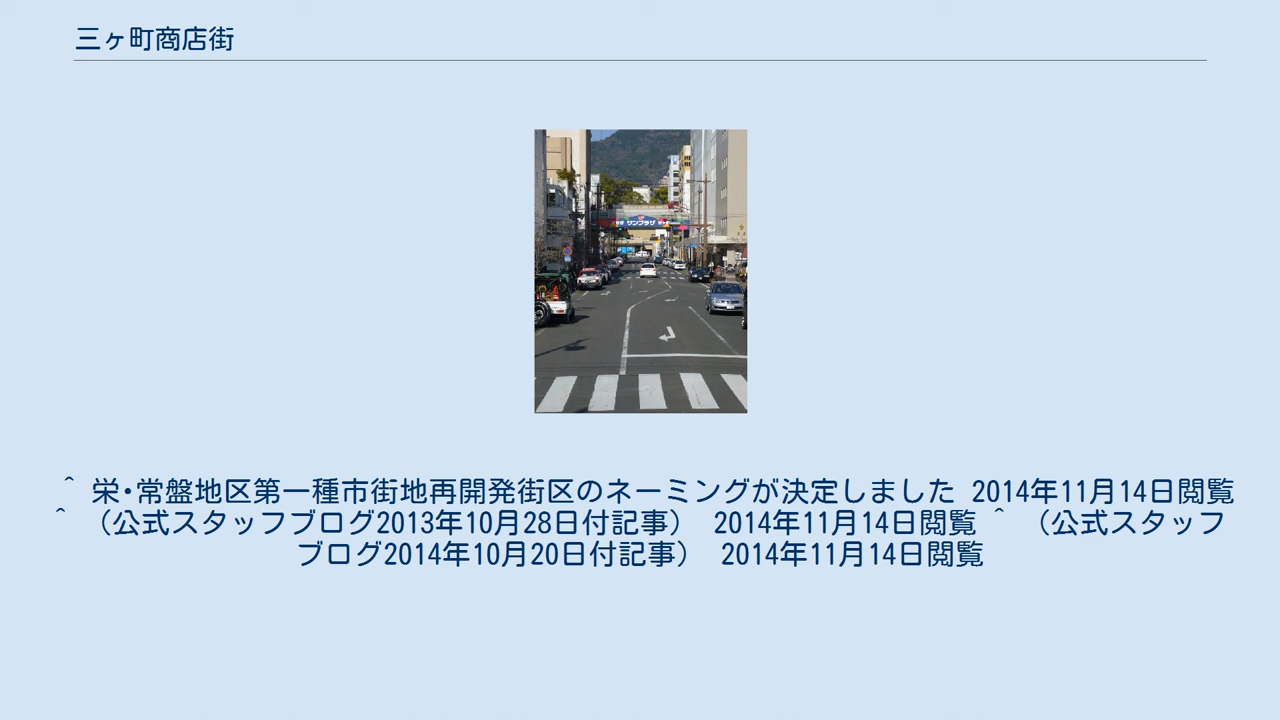 三ヶ町商店街
サンプラザ
^ 栄・常盤地区第一種市街地再開発街区のネーミングが決定しました 2014年11月14日閲覧
^ （公式スタッフブログ2013年10月28日付記事） 2014年11月14日閲覧 ^ （公式スタッフ
ブログ2014年10月20日付記事） 2014年11月14日閲覧